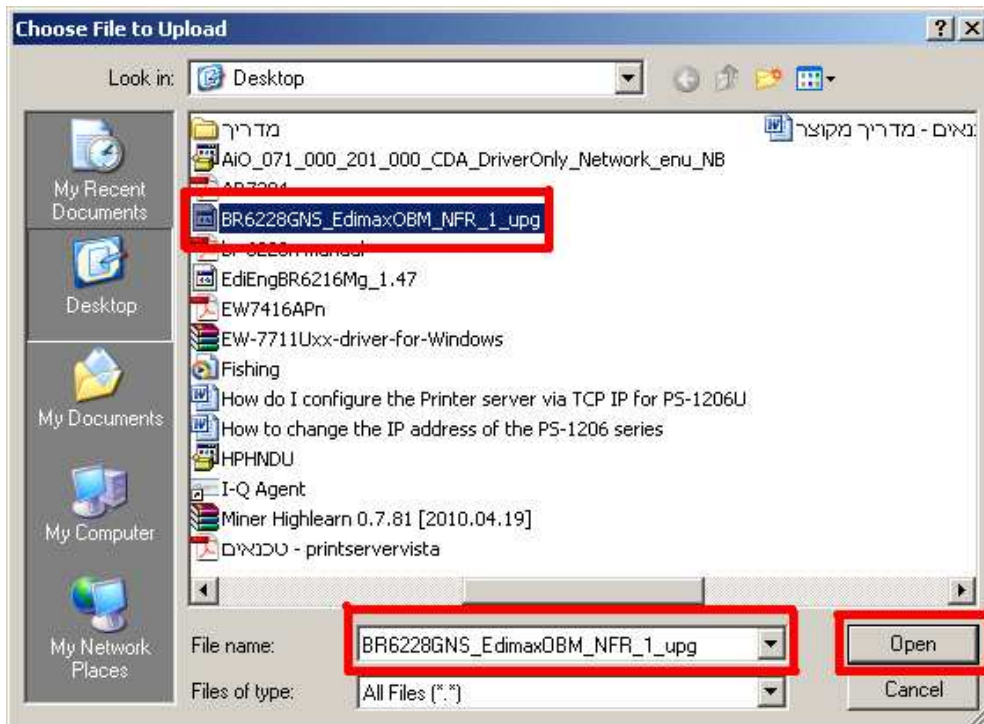 Choose File to Upload
Look in:
Desktop
My Recent
Documents
Desktop
My Documents
My Computer
My Network
Places
מדריך
AiO_071_000_201_000_CDA_DriverOnly_Network_enu_NB
BR6228GNS_EdimaxOBM_NFR_1_upg
manual
EdiEngBR6216Mg_1.47
EW7416APn
EW-7711Uxx-driver-for-Windows
Fishing
How do I configure the Printer server via TCP IP for PS-1206U
How to change the IP address of the PS-1206 series
HPHNDU
I-Q Agent
Miner Highlearn 0.7.81 [2010.04.19]
טכנאים - printservervista
נאים - מדריך מקוצר
File name:
BR6228GNS_EdimaxOBM_NFR_1_upg
Open
Files of type:
All Files (*.*)
Cancel